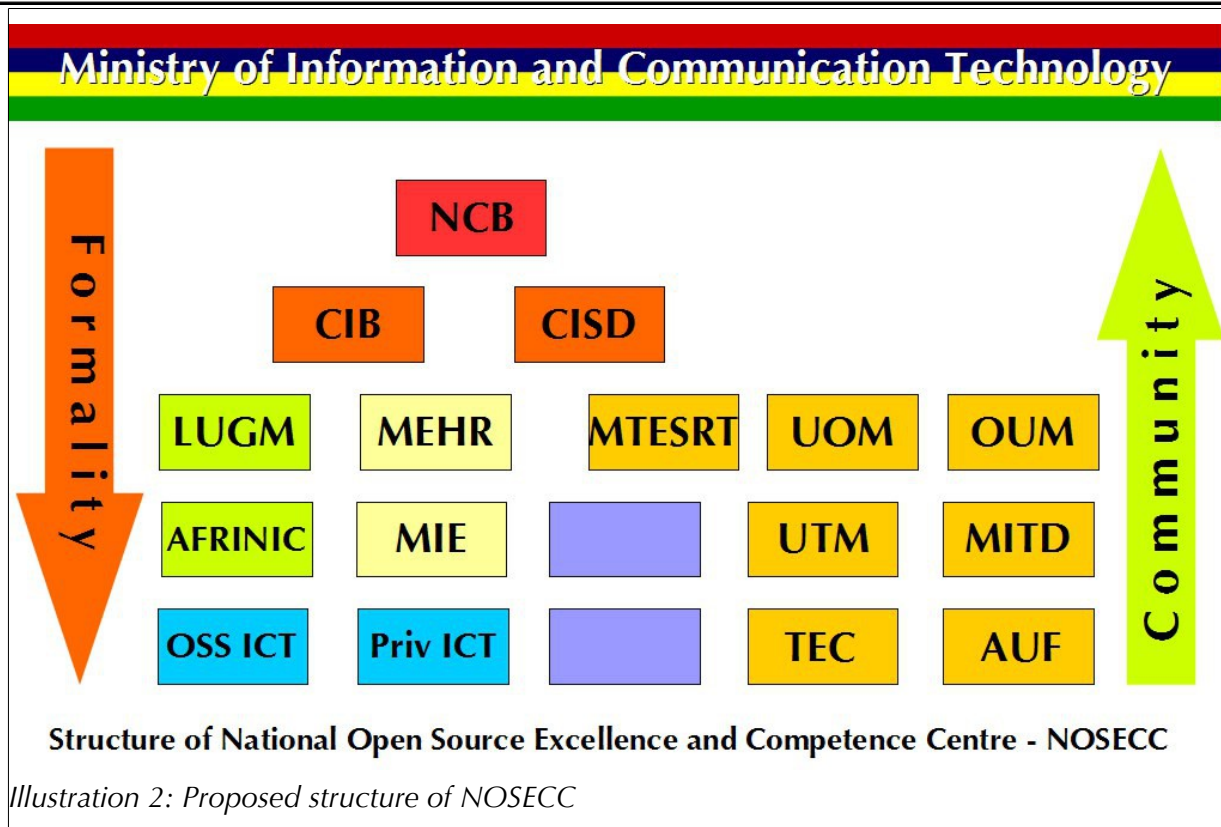 Ministry of Information and Communication Technology
Formality
Community
NCB
CIB CISD
LUGM MEHR MTESRT UOM OUM
AFRINIC MIE UTM MITD
OSS ICT Priv ICT TEC AUF
Structure of National Open Source Excellence and Competence Centre - NOSECC
Illustration 2: Proposed structure of NOSECC